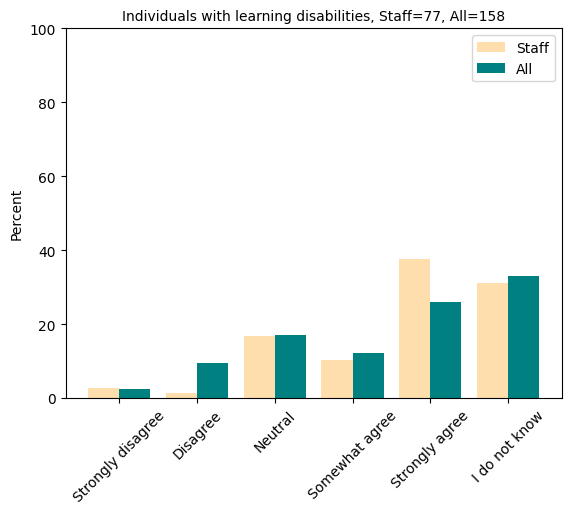 Individuals with learning disabilities, Staff=77, All=158
100
80
60
40
20
0
Percent
Staff
All
Strongly disagree
Disagree
Neutral
Somewhat agree
Strongly agree
I do not know